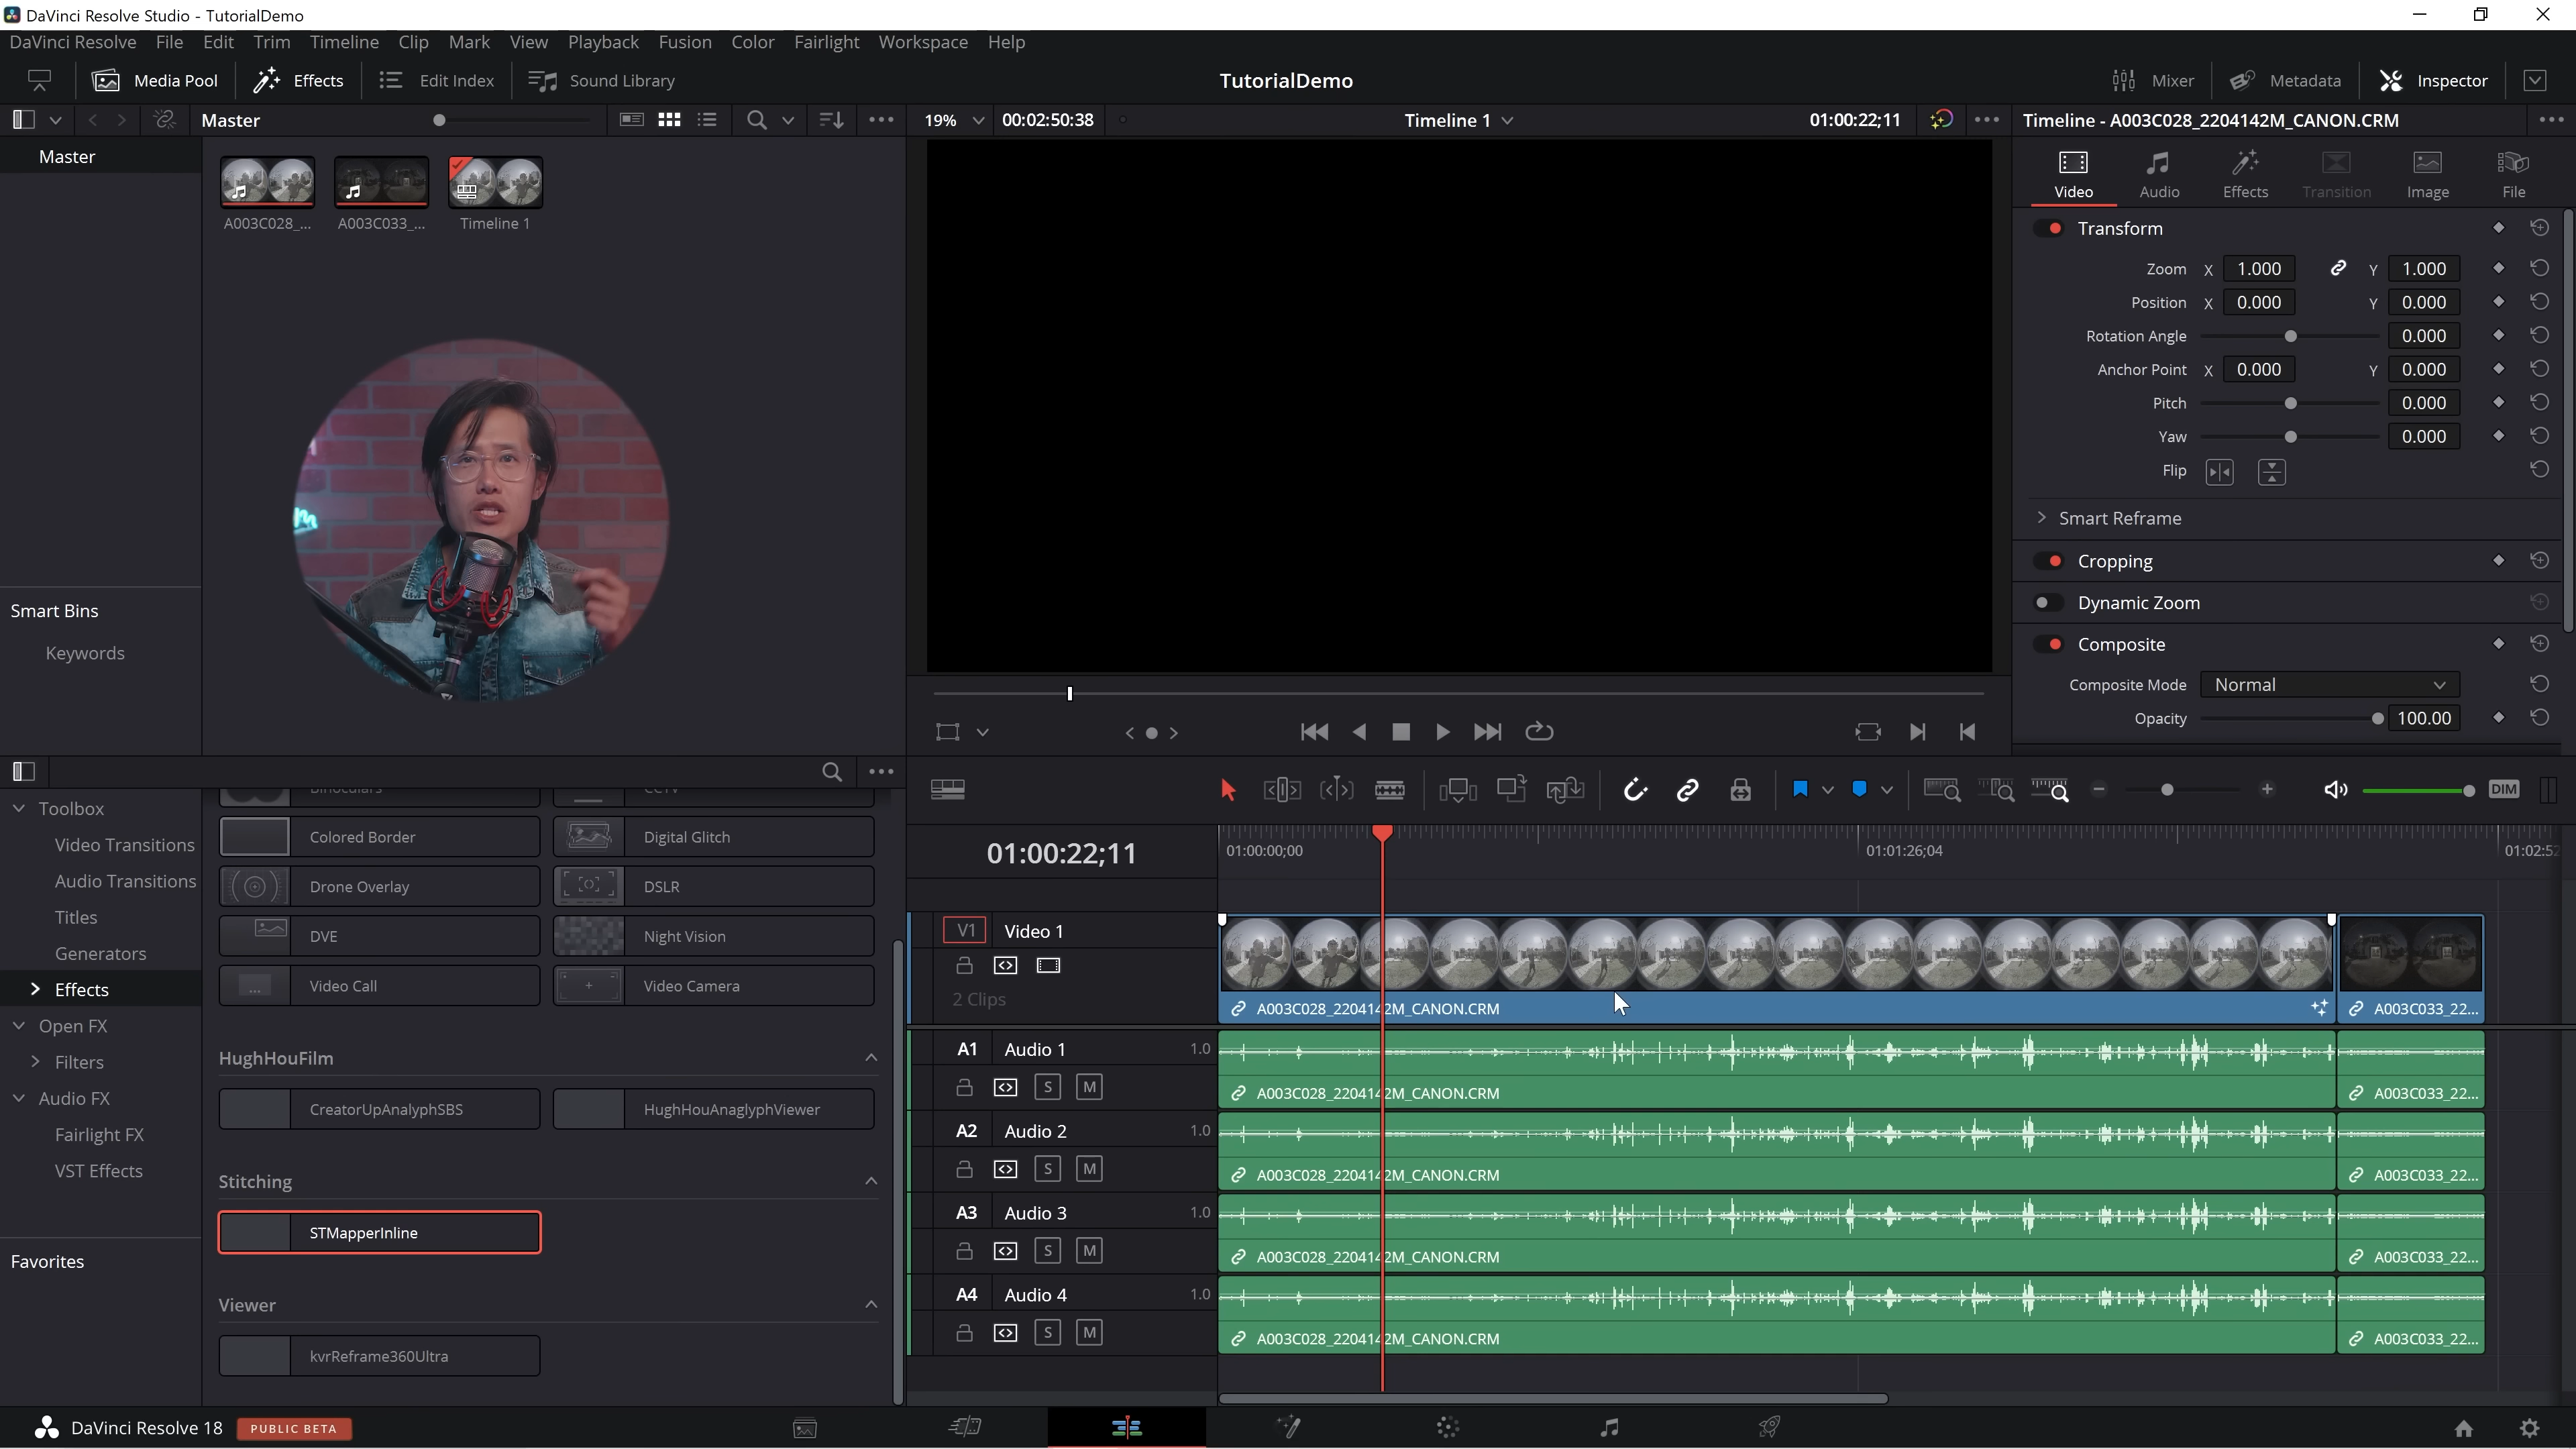 DaVinci Resolve Studio - TutorialDemo
DaVinci Resolve File Edit Trim Timeline Clip Mark View Playback Fusion Color Fairlight Workspace Help
Media Pool Effects Edit Index Sound Library TutorialDemo Mixer Metadata Inspector
Master 19% 00:02:50:38 Timeline 1 01:00:22;11 Timeline - A003C028_2204142M_CANON.CRM
Master
A003C028_... A003C033_... Timeline 1
Video Audio Effects Transition Image File
Transform
Zoom X 1.000 Y 1.000
Position X 0.000 Y 0.000
Rotation Angle 0.000
Anchor Point X 0.000 Y 0.000
Pitch 0.000
Yaw 0.000
Flip
Smart Reframe
Cropping
Dynamic Zoom
Composite
Composite Mode Normal
Opacity 100.00
Smart Bins
Keywords
DIM
Toolbox
Video Transitions
Audio Transitions
Titles
Generators
Effects
Open FX
Filters
Audio FX
Fairlight FX
VST Effects
Favorites
Binoculars CCTV
Colored Border Digital Glitch
Drone Overlay DSLR
DVE Night Vision
Video Call Video Camera
HughHouFilm
CreatorUpAnalyphSBS HughHouAnaglyphViewer
Stitching
STMapperInline
Viewer
kvrReframe360Ultra
01:00:22;11 01:00:00;00 01:01:26;04 01:02:52
V1 Video 1
2 Clips
A003C028_2204142M_CANON.CRM A003C033_22...
A1 Audio 1 1.0
S M A003C028_2204142M_CANON.CRM A003C033_22...
A2 Audio 2 1.0
S M A003C028_2204142M_CANON.CRM A003C033_22...
A3 Audio 3 1.0
S M A003C028_2204142M_CANON.CRM A003C033_22...
A4 Audio 4 1.0
S M A003C028_2204142M_CANON.CRM A003C033_22...
DaVinci Resolve 18 PUBLIC BETA